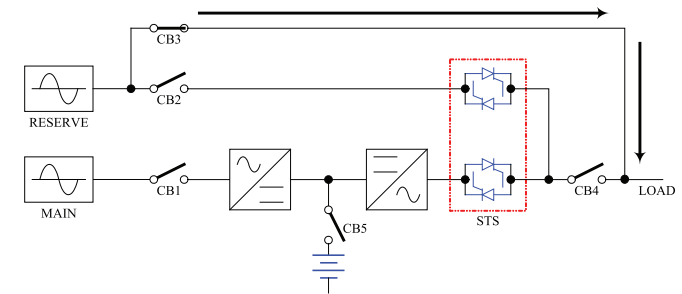 CB3
CB2
RESERVE
CB1
CB4
LOAD
MAIN
STS
CB5